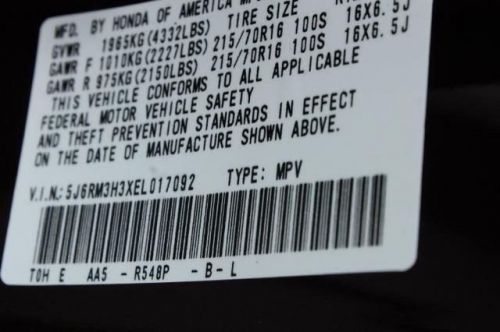 MFD. BY HONDA OF AMERICA
GVWR 1965KG(4332LBS) TIRE SIZE
GAWR F 1010KG(2227LBS) 215/70R16 100S 16X6.5J
GAWR R 975KG(2150LBS) 215/70R16 100S 16X6.5J
THIS VEHICLE CONFORMS TO ALL APPLICABLE
FEDERAL MOTOR VEHICLE SAFETY
AND THEFT PREVENTION STANDARDS IN EFFECT
ON THE DATE OF MANUFACTURE SHOWN ABOVE.
V.I.N.: 5J6RM3H3XEL017092 TYPE: MPV
TOH E AA5 - R548P - B - L